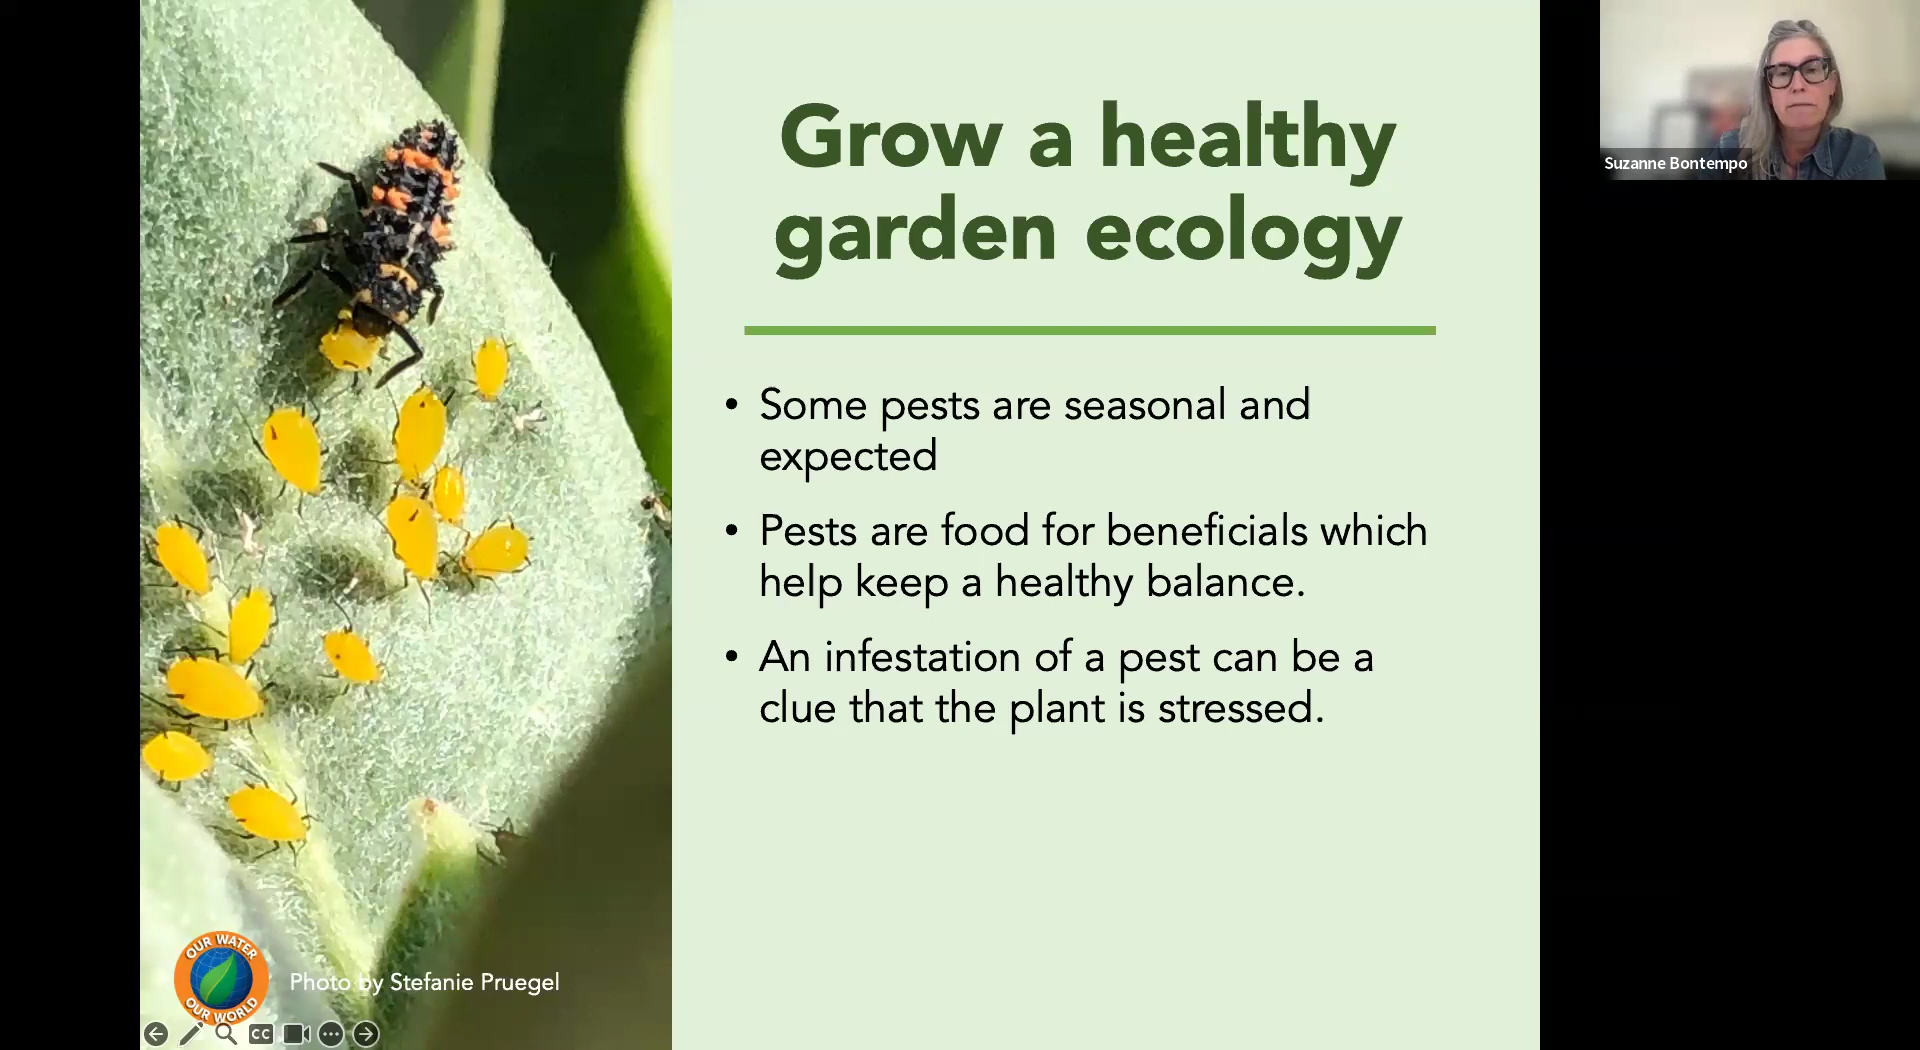 Grow a healthy
garden ecology
• Some pests are seasonal and
expected
• Pests are food for beneficials which
help keep a healthy balance.
• An infestation of a pest can be a
clue that the plant is stressed.
OUR WATER
OUR WORLD
Photo by Stefanie Pruegel
CC
Suzanne Bontempo